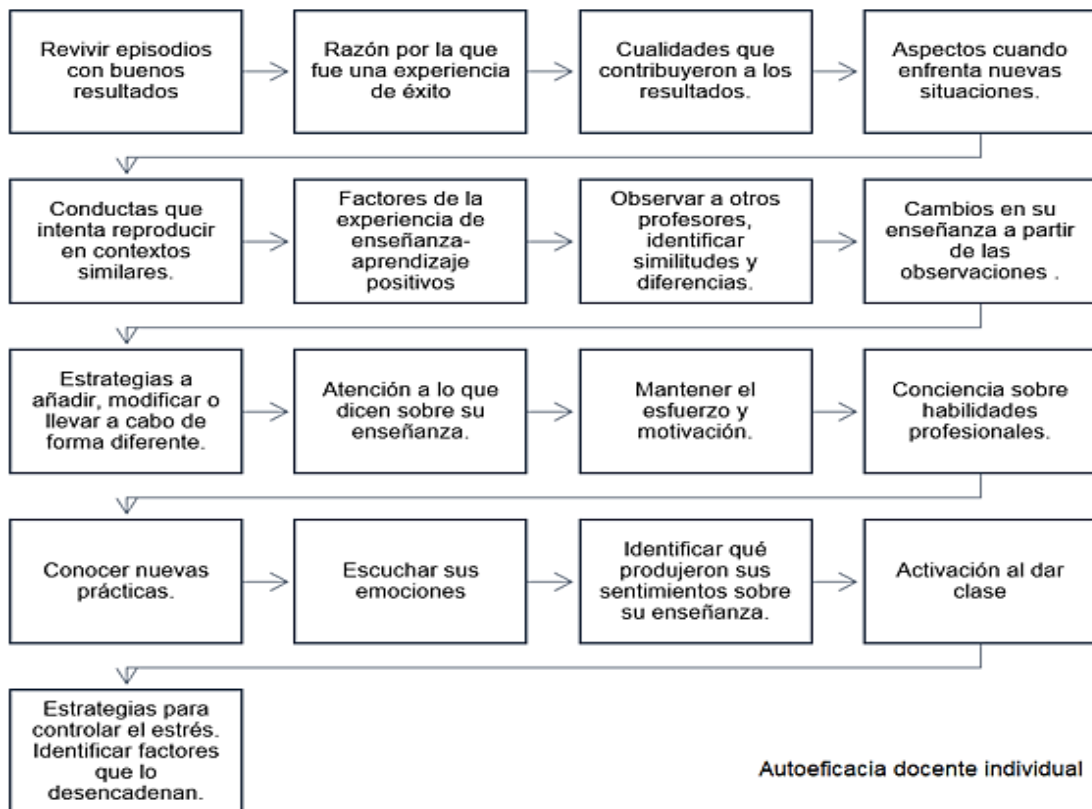 Revivir episodios
con buenos
resultados
Razón por la que
fue una experiencia
de éxito
Cualidades que
contribuyeron a los
resultados.
Aspectos cuando
enfrenta nuevas
situaciones.
Conductas que
intenta reproducir
en contextos
similares.
Factores de la
experiencia de
enseñanza-
aprendizaje
positivos
Observar a otros
profesores,
identificar
similitudes y
diferencias.
Cambios en su
enseñanza a partir
de las
observaciones .
Estrategias a
añadir, modificar o
llevar a cabo de
forma diferente.
Atención a lo que
dicen sobre su
enseñanza.
Mantener el
esfuerzo y
motivación.
Conciencia sobre
habilidades
profesionales.
Conocer nuevas
prácticas.
Escuchar sus
emociones
Identificar qué
produjeron sus
sentimientos sobre
su enseñanza.
Activación al dar
clase
Estrategias para
controlar el estrés.
Identificar factores
que lo
desencadenan.
Autoeficacia docente individual